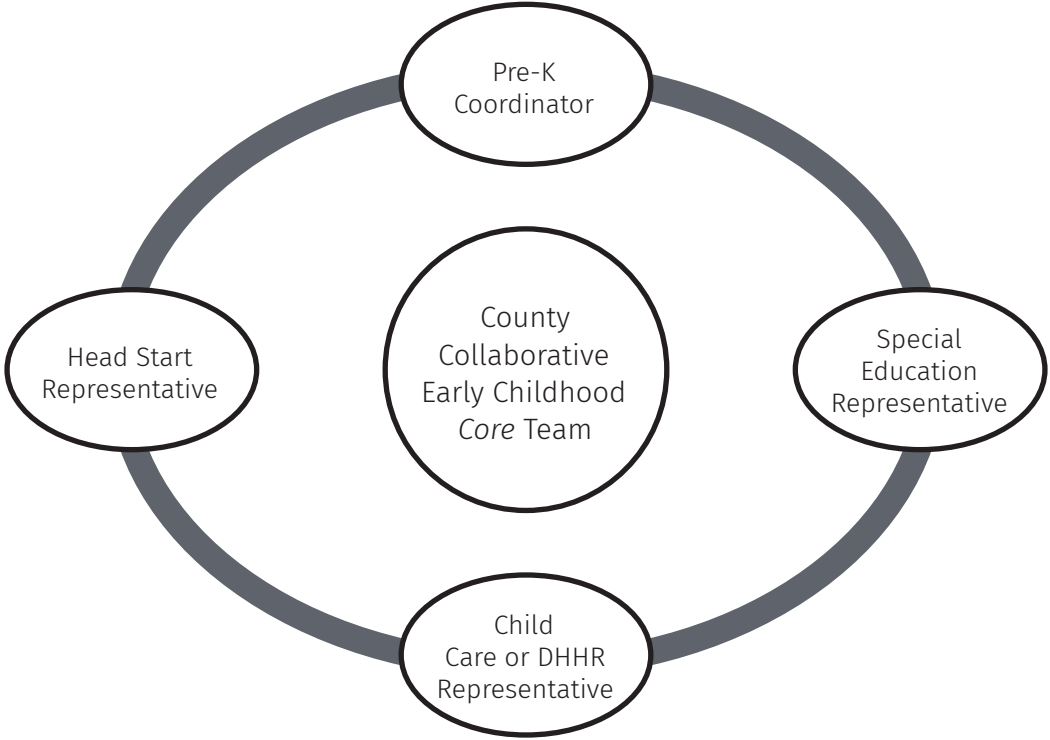 Pre-K
Coordinator
Head Start
Representative
County
Collaborative
Early Childhood
Core Team
Special
Education
Representative
Child
Care or DHHR
Representative